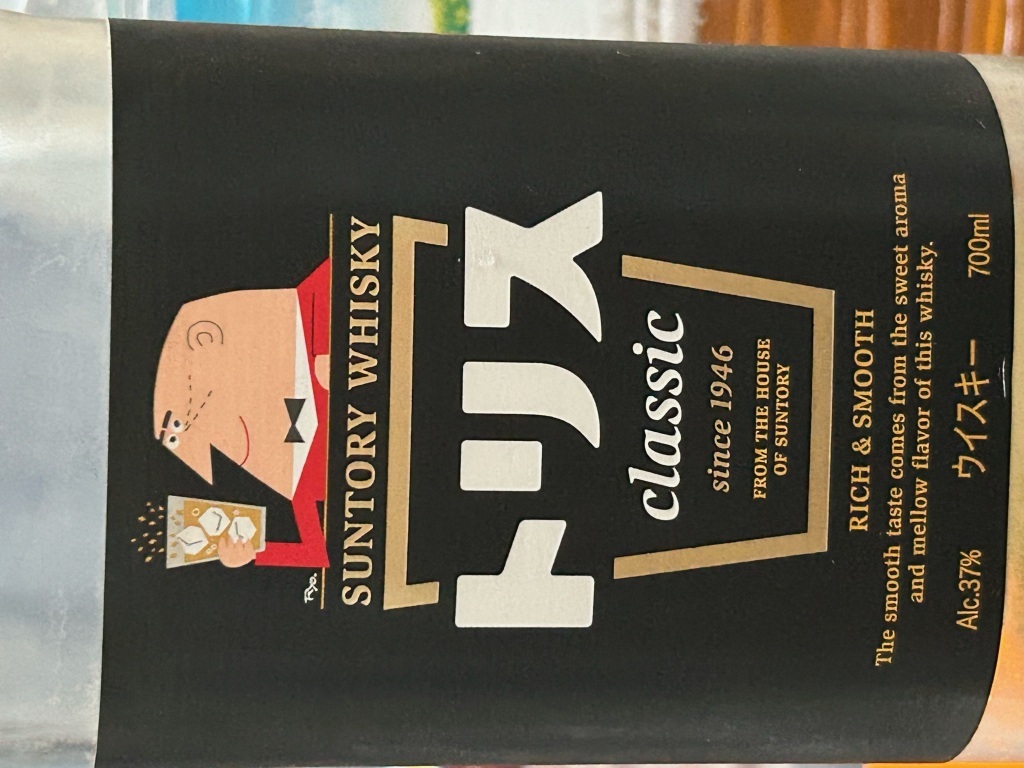 Ryo.
SUNTORY WHISKY
トリス
classic
since 1946
FROM THE HOUSE
OF SUNTORY
RICH & SMOOTH
The smooth taste comes from the sweet aroma
and mellow flavor of this whisky.
Alc.37% ウイスキー 700ml